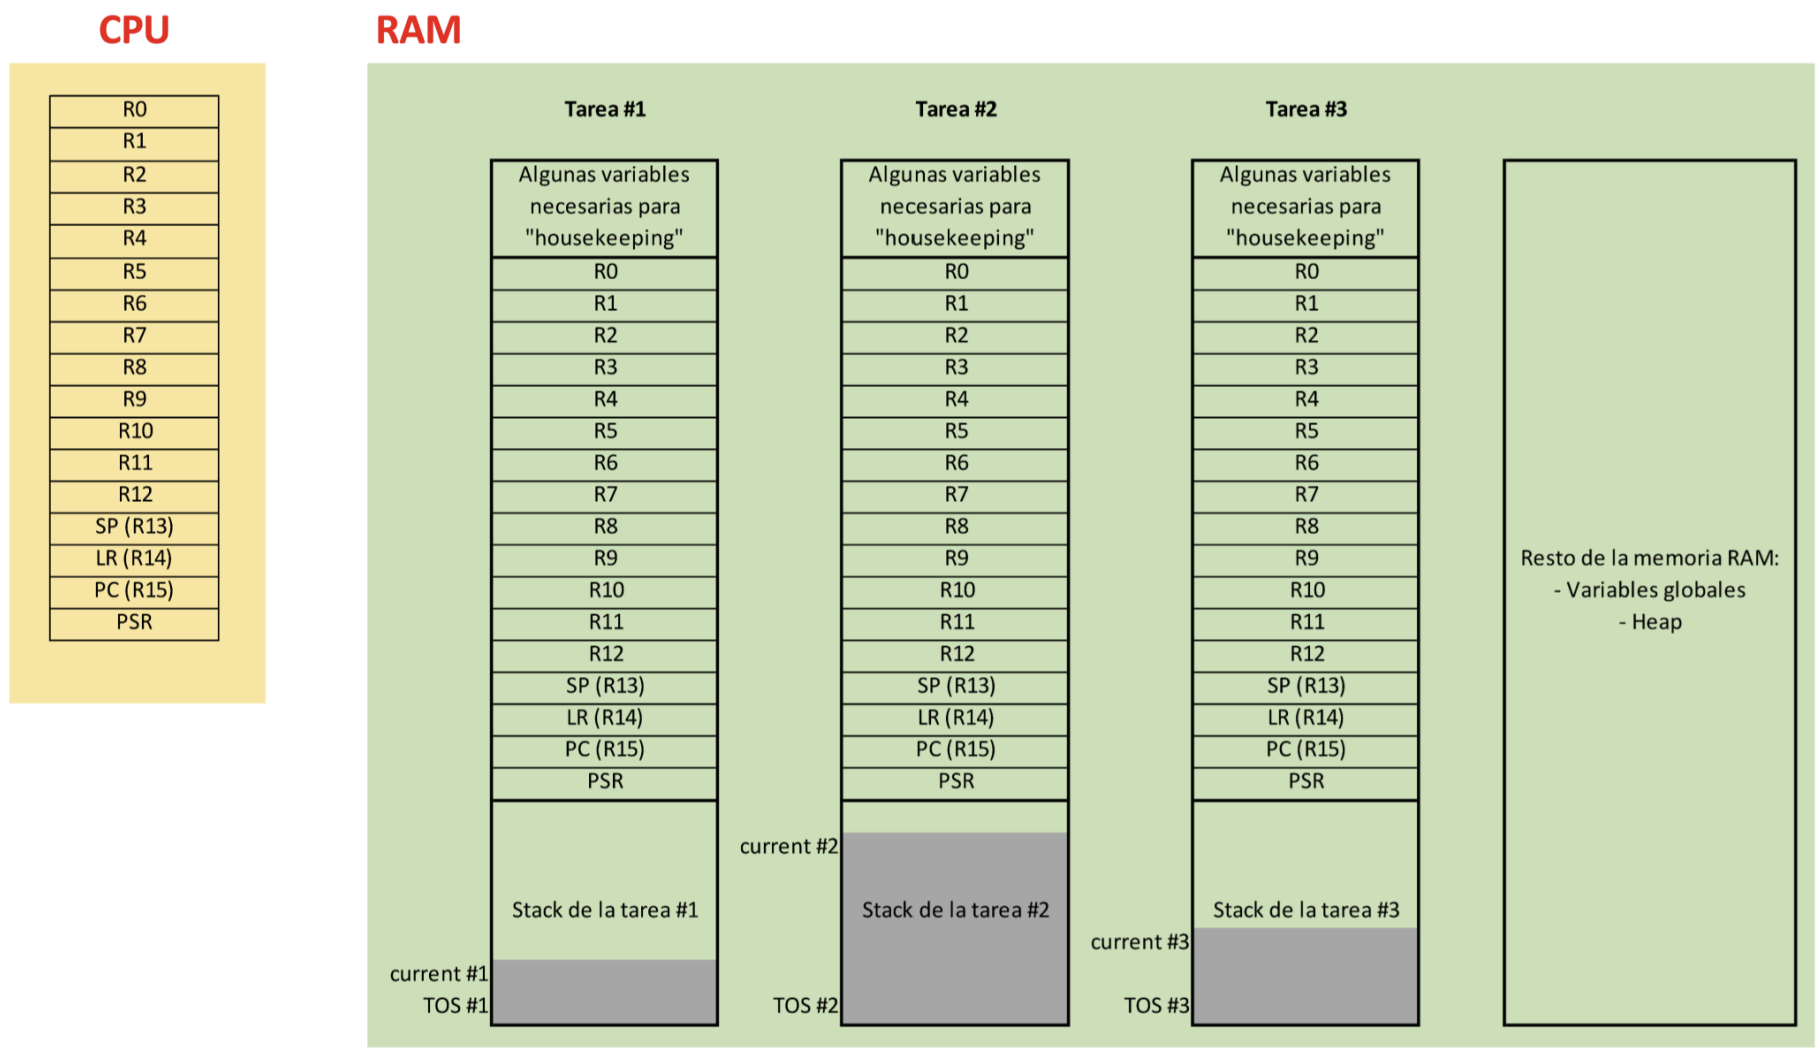 CPU
R0
R1
R2
R3
R4
R5
R6
R7
R8
R9
R10
R11
R12
SP (R13)
LR (R14)
PC (R15)
PSR
RAM
Tarea #1
Algunas variables
necesarias para
"housekeeping"
R0
R1
R2
R3
R4
R5
R6
R7
R8
R9
R10
R11
R12
SP (R13)
LR (R14)
PC (R15)
PSR
Stack de la tarea #1
current #1
TOS #1
Tarea #2
Algunas variables
necesarias para
"housekeeping"
R0
R1
R2
R3
R4
R5
R6
R7
R8
R9
R10
R11
R12
SP (R13)
LR (R14)
PC (R15)
PSR
current #2
Stack de la tarea #2
TOS #2
Tarea #3
Algunas variables
necesarias para
"housekeeping"
R0
R1
R2
R3
R4
R5
R6
R7
R8
R9
R10
R11
R12
SP (R13)
LR (R14)
PC (R15)
PSR
Stack de la tarea #3
current #3
TOS #3
Resto de la memoria RAM:
- Variables globales
- Heap